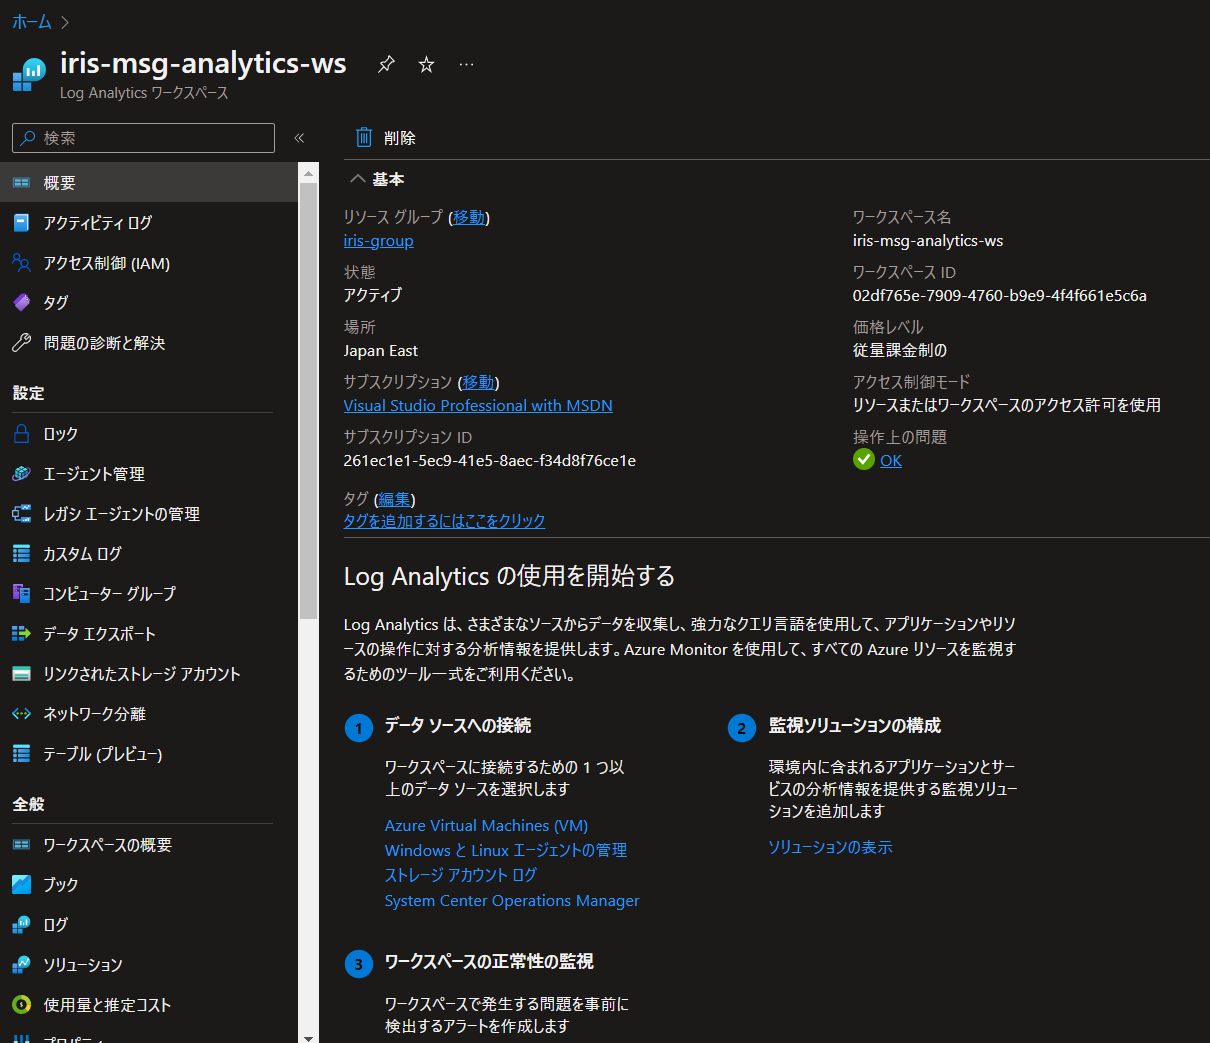 ホーム
iris-msg-analytics-ws
Log Analytics ワークスペース
検索
概要
アクティビティ ログ
アクセス制御 (IAM)
タグ
問題の診断と解決
設定
ロック
エージェント管理
レガシ エージェントの管理
カスタム ログ
コンピューター グループ
データ エクスポート
リンクされたストレージ アカウント
ネットワーク分離
テーブル (プレビュー)
全般
ワークスペースの概要
ブック
ログ
ソリューション
使用量と推定コスト
プロパティ
削除
基本
リソース グループ (移動)
iris-group
状態
アクティブ
場所
Japan East
サブスクリプション (移動)
Visual Studio Professional with MSDN
サブスクリプション ID
261ec1e1-5ec9-41e5-8aec-f34d8f76ce1e
タグ (編集)
タグを追加するにはここをクリック
ワークスペース名
iris-msg-analytics-ws
ワークスペース ID
02df765e-7909-4760-b9e9-4f4f661e5c6a
価格レベル
従量課金制の
アクセス制御モード
リソースまたはワークスペースのアクセス許可を使用
操作上の問題
OK
Log Analytics の使用を開始する
Log Analytics は、さまざまなソースからデータを収集し、強力なクエリ言語を使用して、アプリケーションやリソ
ースの操作に対する分析情報を提供します。Azure Monitor を使用して、すべての Azure リソースを監視す
るためのツール一式をご利用ください。
1 データ ソースへの接続
ワークスペースに接続するための 1 つ以
上のデータ ソースを選択します
Azure Virtual Machines (VM)
Windows と Linux エージェントの管理
ストレージ アカウント ログ
System Center Operations Manager
2 監視ソリューションの構成
環境内に含まれるアプリケーションとサー
ビスの分析情報を提供する監視ソリュー
ションを追加します
ソリューションの表示
3 ワークスペースの正常性の監視
ワークスペースで発生する問題を事前に
検出するアラートを作成します